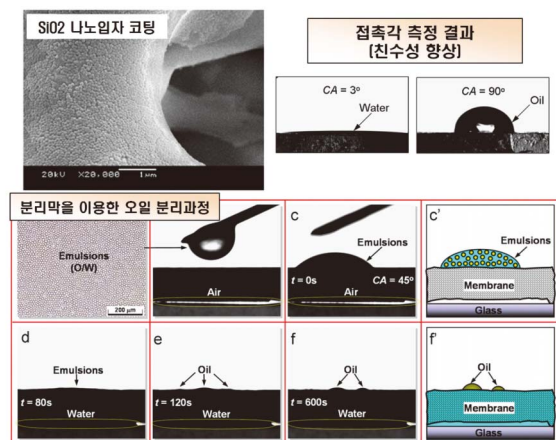 SiO2 나노입자 코팅
20kV X20,000 1μm
접촉각 측정 결과
(친수성 향상)
CA = 3°
Water
CA = 90°
Oil
분리막을 이용한 오일 분리과정
Emulsions
(O/W)
200 μm
Air
c
Emulsions
t = 0s
CA = 45°
Air
c'
Emulsions
Membrane
Glass
d
Emulsions
t = 80s
Water
e
Oil
t = 120s
Water
f
Oil
t = 600s
Water
f'
Oil
Membrane
Glass